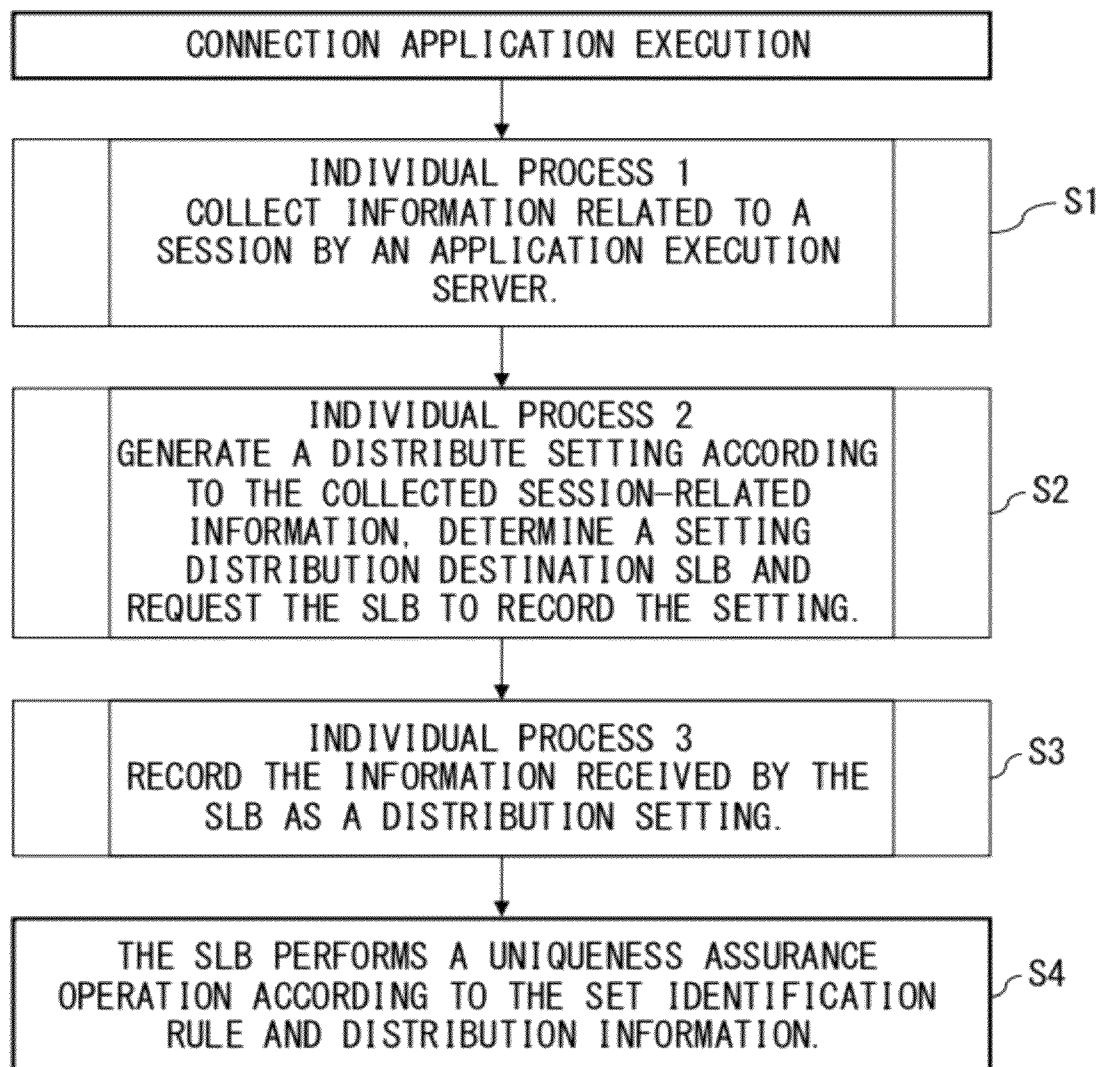 CONNECTION APPLICATION EXECUTION
INDIVIDUAL PROCESS 1
COLLECT INFORMATION RELATED TO A
SESSION BY AN APPLICATION EXECUTION
SERVER.
S1
INDIVIDUAL PROCESS 2
GENERATE A DISTRIBUTE SETTING ACCORDING
TO THE COLLECTED SESSION-RELATED
INFORMATION, DETERMINE A SETTING
DISTRIBUTION DESTINATION SLB AND
REQUEST THE SLB TO RECORD THE SETTING.
S2
INDIVIDUAL PROCESS 3
RECORD THE INFORMATION RECEIVED BY THE
SLB AS A DISTRIBUTION SETTING.
S3
THE SLB PERFORMS A UNIQUENESS ASSURANCE
OPERATION ACCORDING TO THE SET IDENTIFICATION
RULE AND DISTRIBUTION INFORMATION.
S4